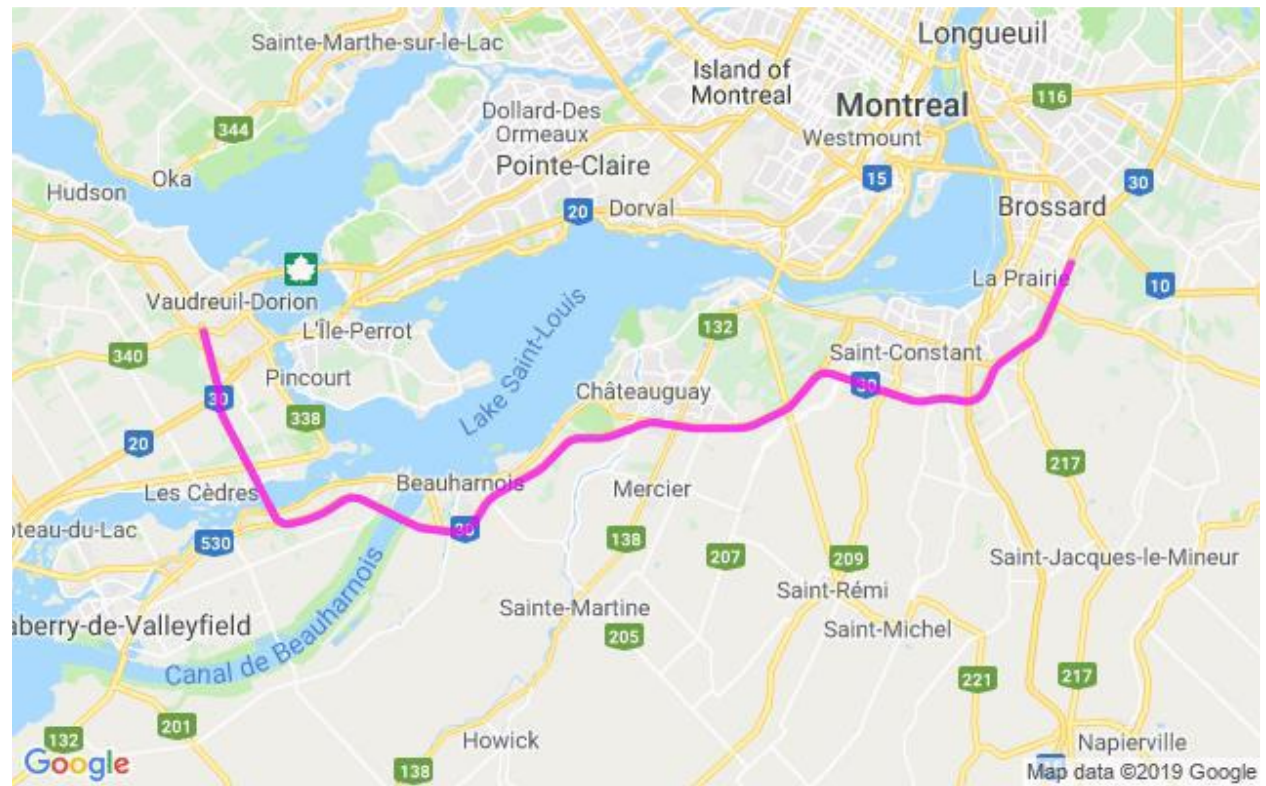 Sainte-Marthe-sur-le-Lac
Longueuil
Island of
Montreal
116
Montreal
Dollard-Des
Ormeaux
344
Westmount
Pointe-Claire
15
30
Oka
Hudson
20
Dorval
Brossard
La Prairie
10
Vaudreuil-Dorion
L'Île-Perrot
132
340
Saint-Constant
Pincourt
Lake Saint-Louis
Châteauguay
30
30
338
20
217
Les Cèdres
Beauharnois
Mercier
oteau-du-Lac
530
30
138
207
209
Saint-Jacques-le-Mineur
Saint-Rémi
Sainte-Martine
aberry-de-Valleyfield
205
Saint-Michel
Canal de Beauharnois
221
217
201
132
Howick
Napierville
Google
138
Map data ©2019 Google